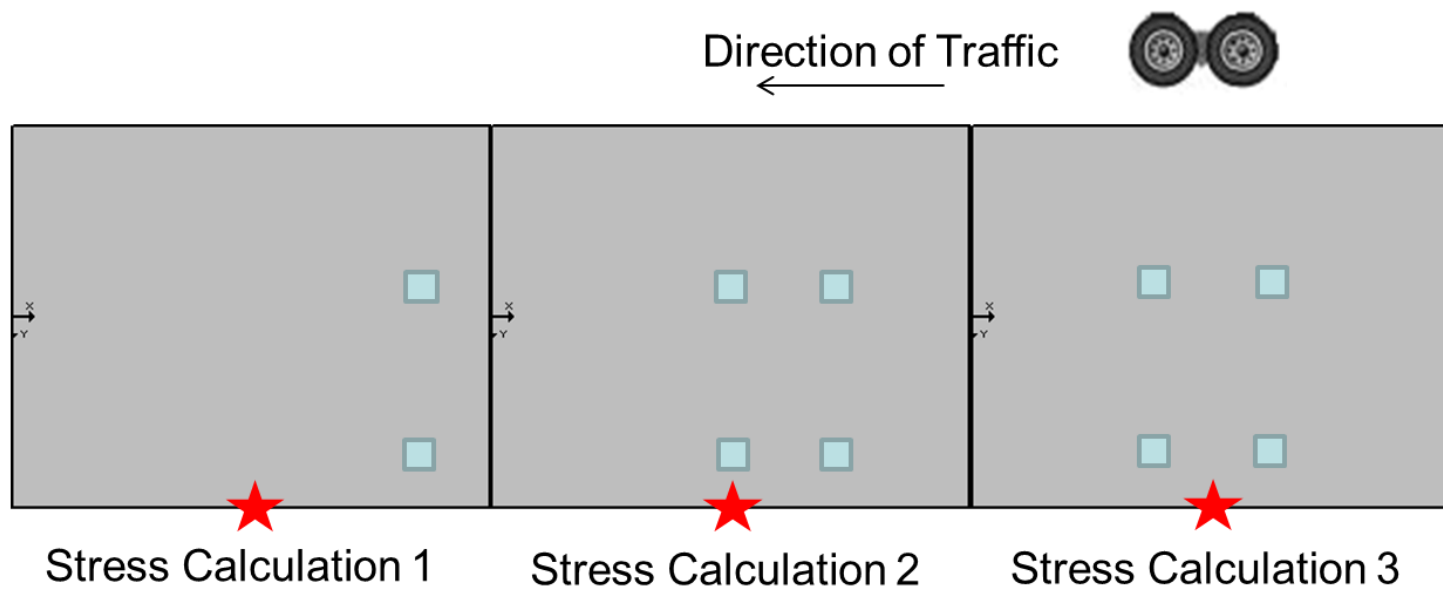 Direction of Traffic
X
Y
X
Y
X
Y
Stress Calculation 1
Stress Calculation 2
Stress Calculation 3